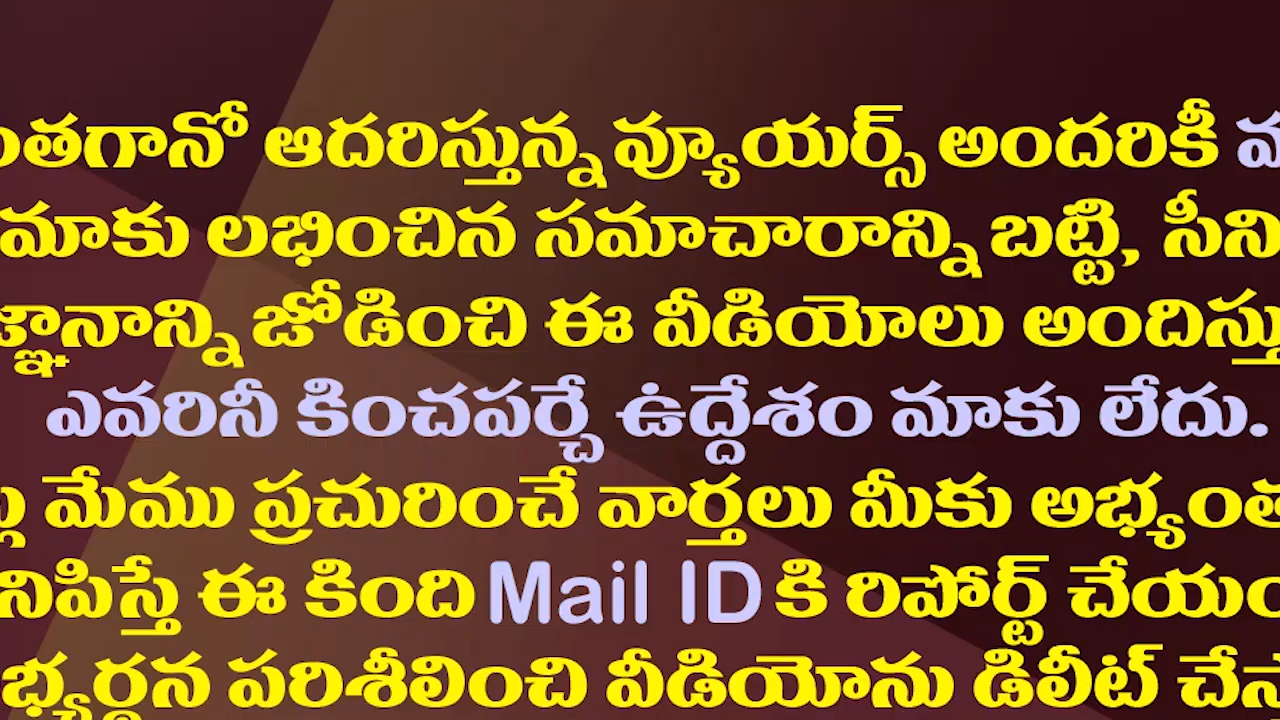 ంతగానో ఆదరిస్తున్న వ్యూయర్స్ అందరికీ
మాకు లభించిన సమాచారాన్ని బట్టి, సీని
జ్ఞానాన్ని జోడించి ఈ వీడియోలు అందిస్తు
ఎవరినీ కించపర్చే ఉద్దేశం మాకు లేదు.
మేము ప్రచురించే వార్తలు మీకు అభ్యంత
నిపిస్తే ఈ కింది Mail ID కి రిపోర్ట్ చేయం
భ్యర్థన పరిశీలించి వీడియోను డిలీట్ చేస